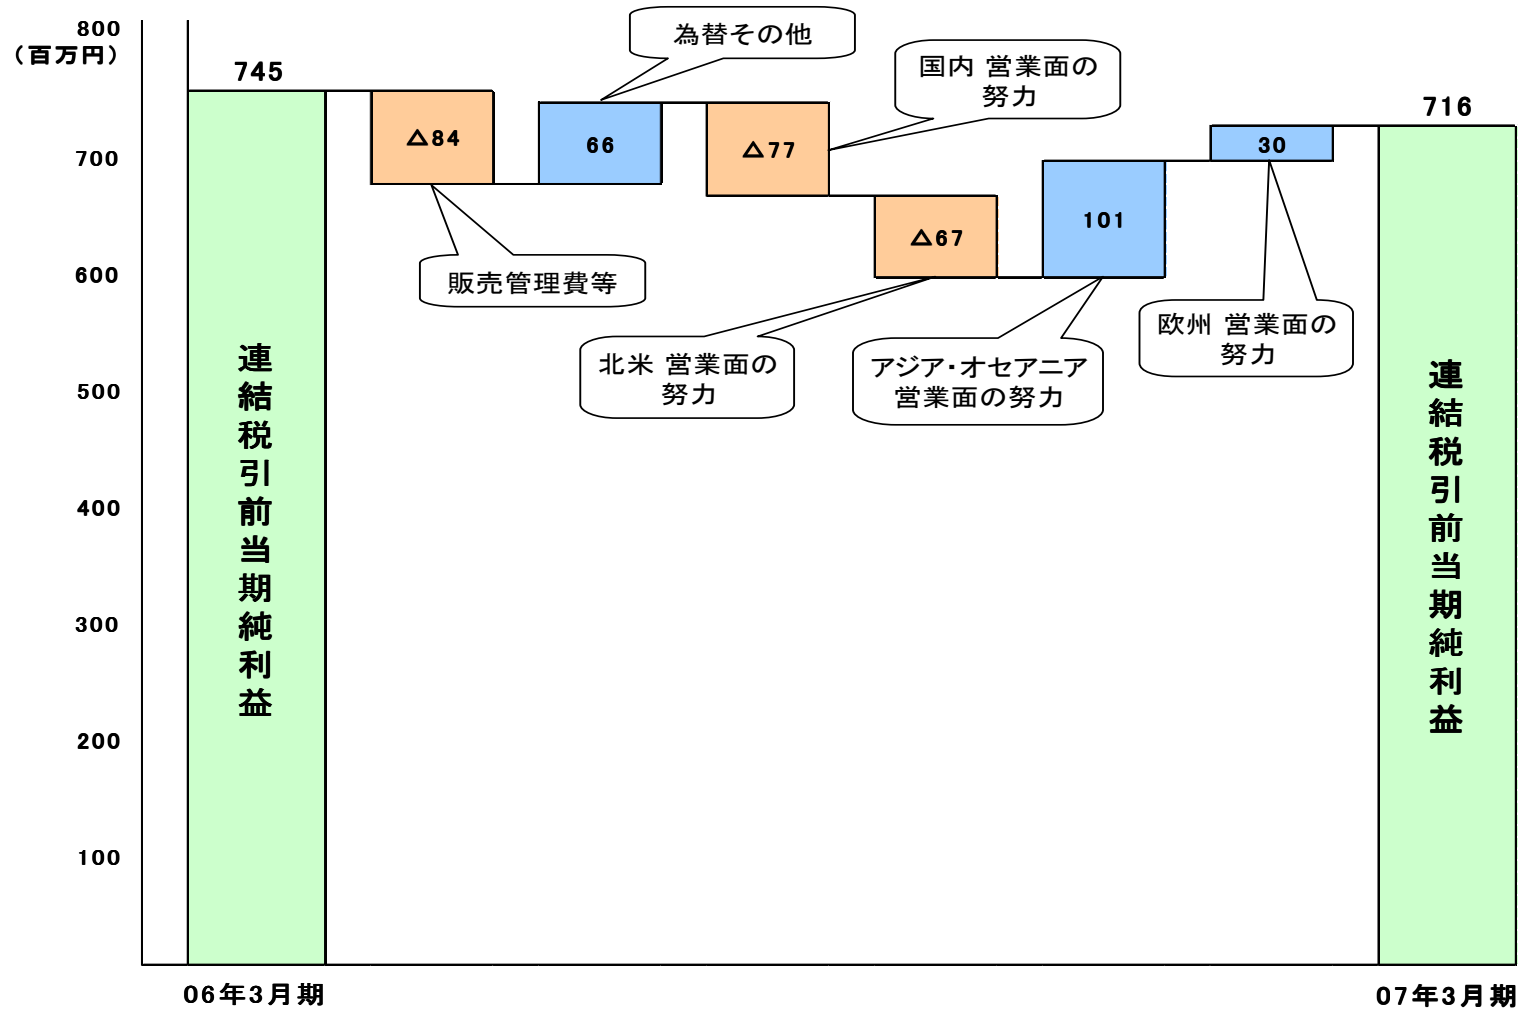 800
(百万円)
700
600
500
400
300
200
100
745
△84
66
△77
△67
101
30
716
為替その他
国内 営業面の
努力
販売管理費等
北米 営業面の
努力
アジア・オセアニア
営業面の努力
欧州 営業面の
努力
連結税引前当期純利益
連結税引前当期純利益
06年3月期
07年3月期